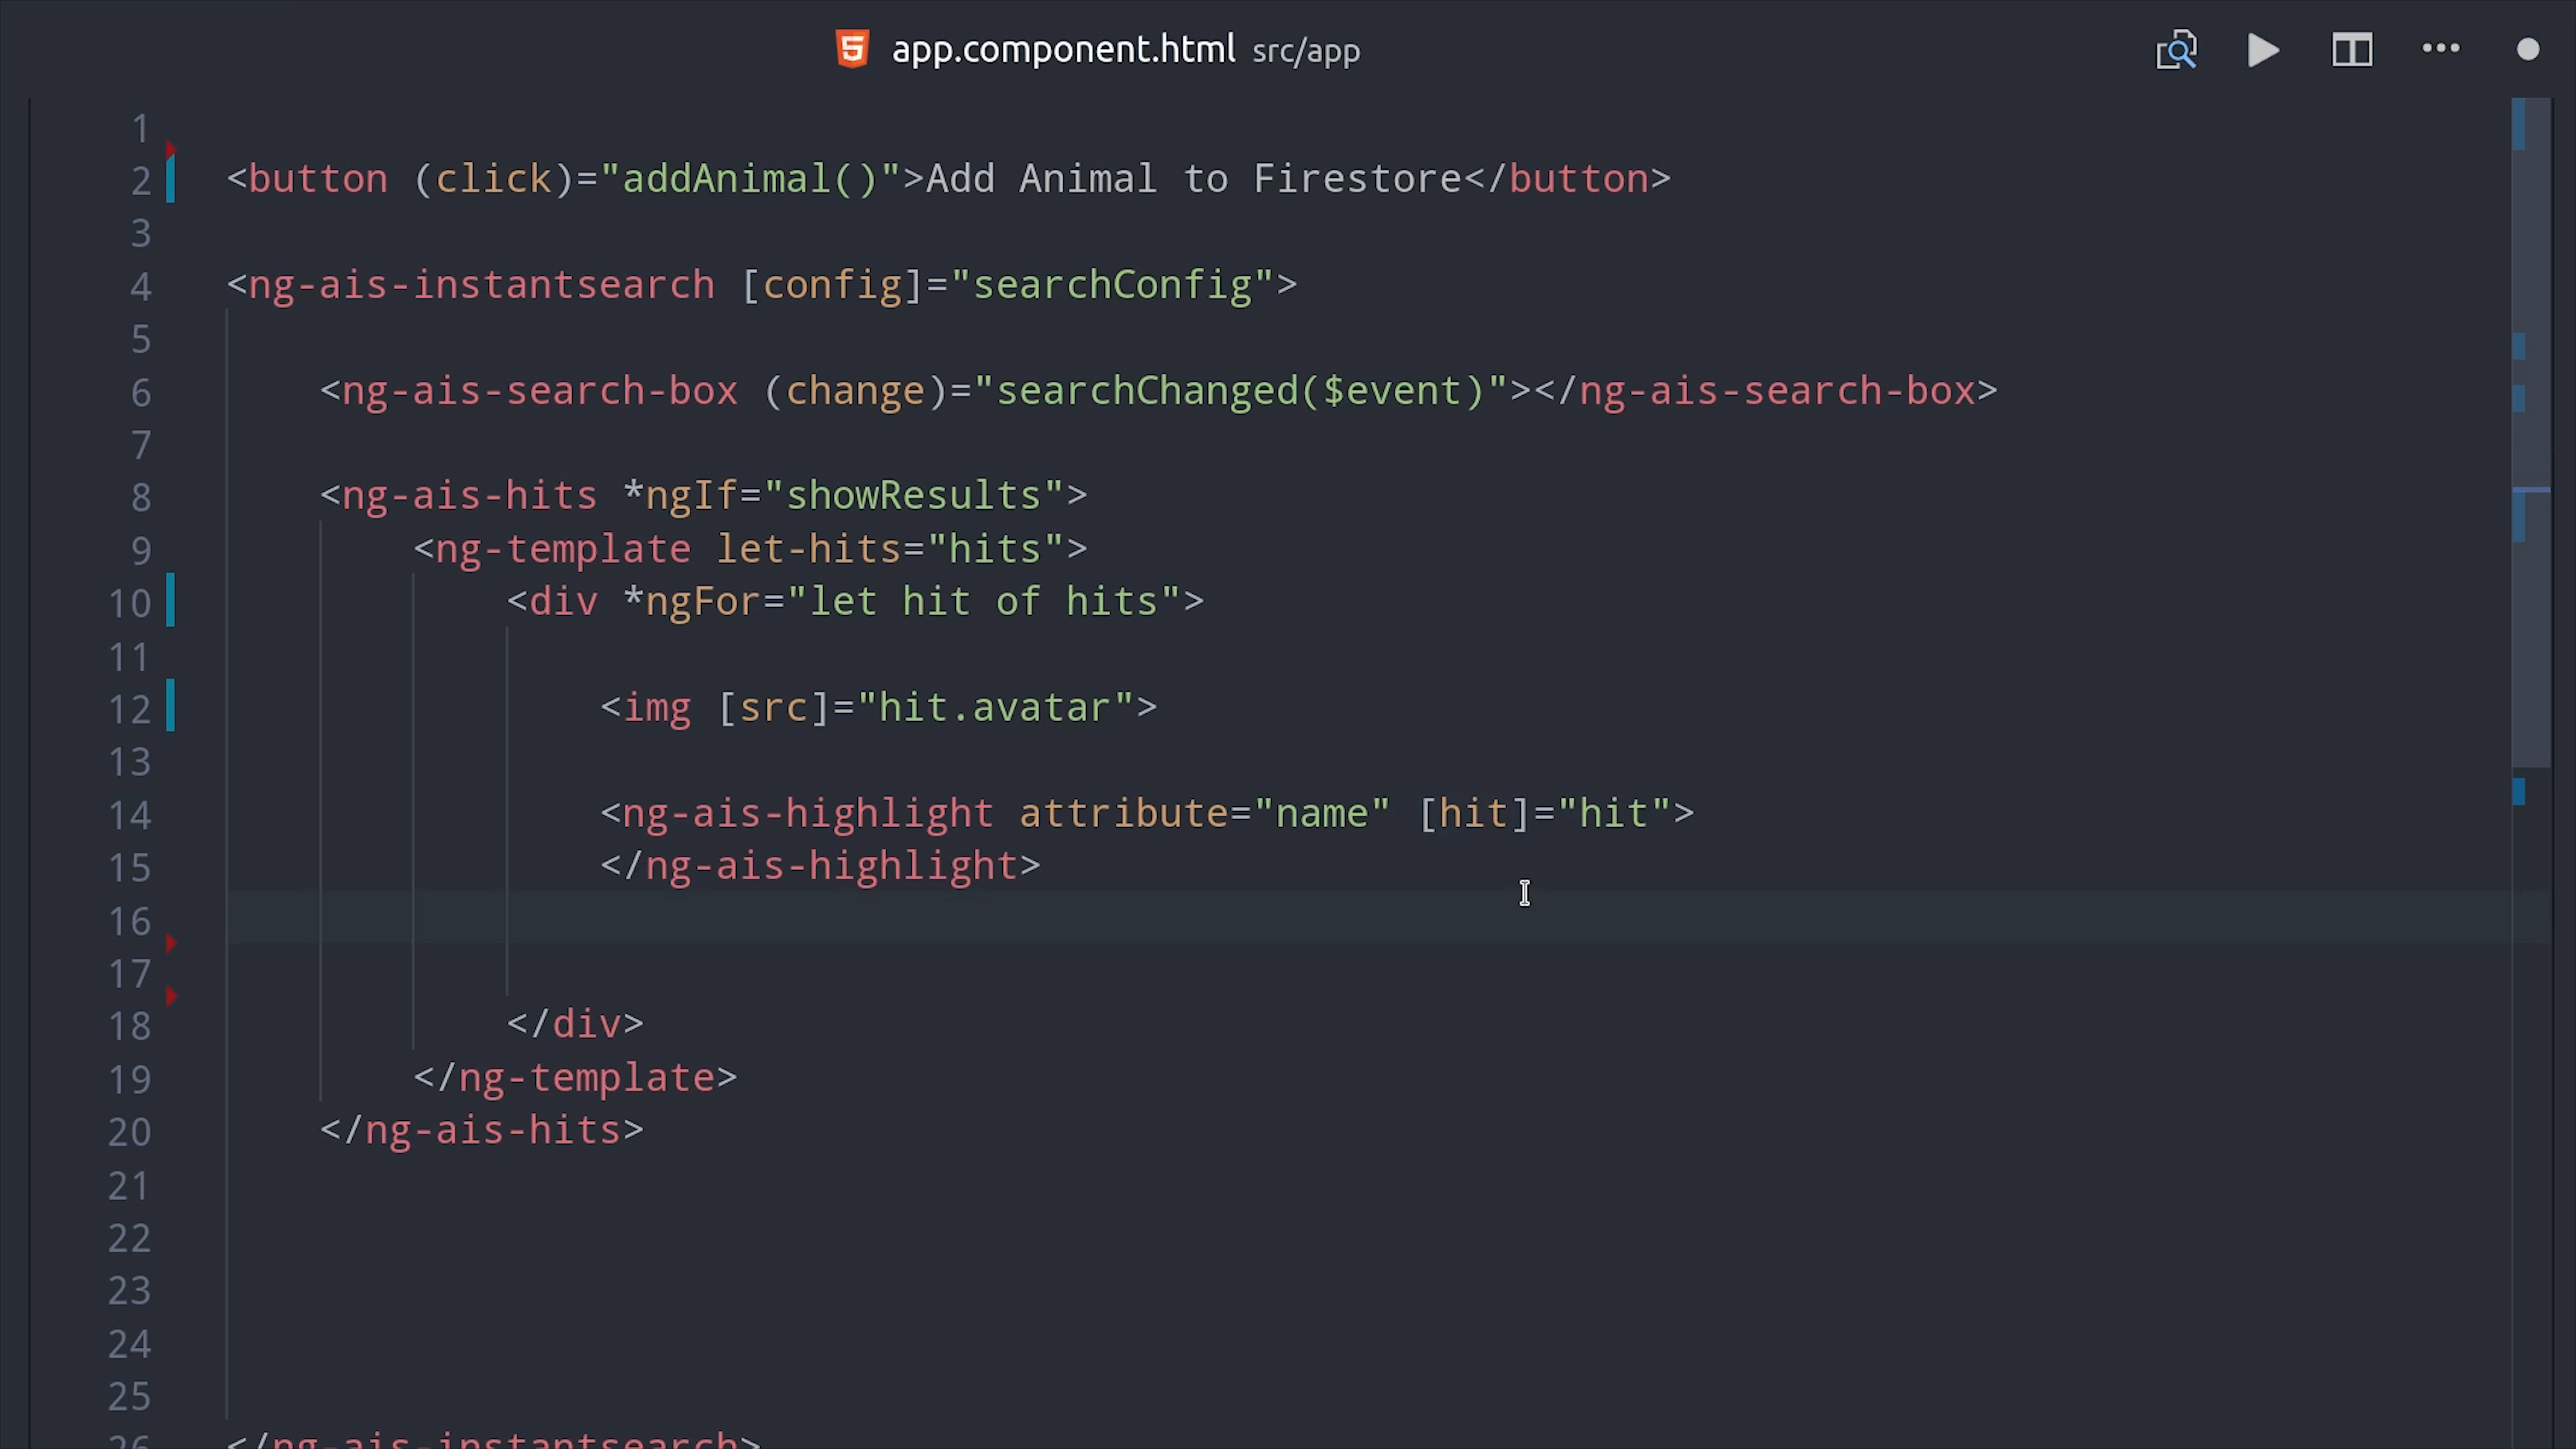 app.component.html src/app
1
2 <button (click)="addAnimal()">Add Animal to Firestore</button>
3
4 <ng-ais-instantsearch [config]="searchConfig">
5
6 <ng-ais-search-box (change)="searchChanged($event)"></ng-ais-search-box>
7
8 <ng-ais-hits *ngIf="showResults">
9 <ng-template let-hits="hits">
10 <div *ngFor="let hit of hits">
11
12 <img [src]="hit.avatar">
13
14 <ng-ais-highlight attribute="name" [hit]="hit">
15 </ng-ais-highlight>
16
17
18 </div>
19 </ng-template>
20 </ng-ais-hits>
21
22
23
24
25
26 </ng-ais-instantsearch>